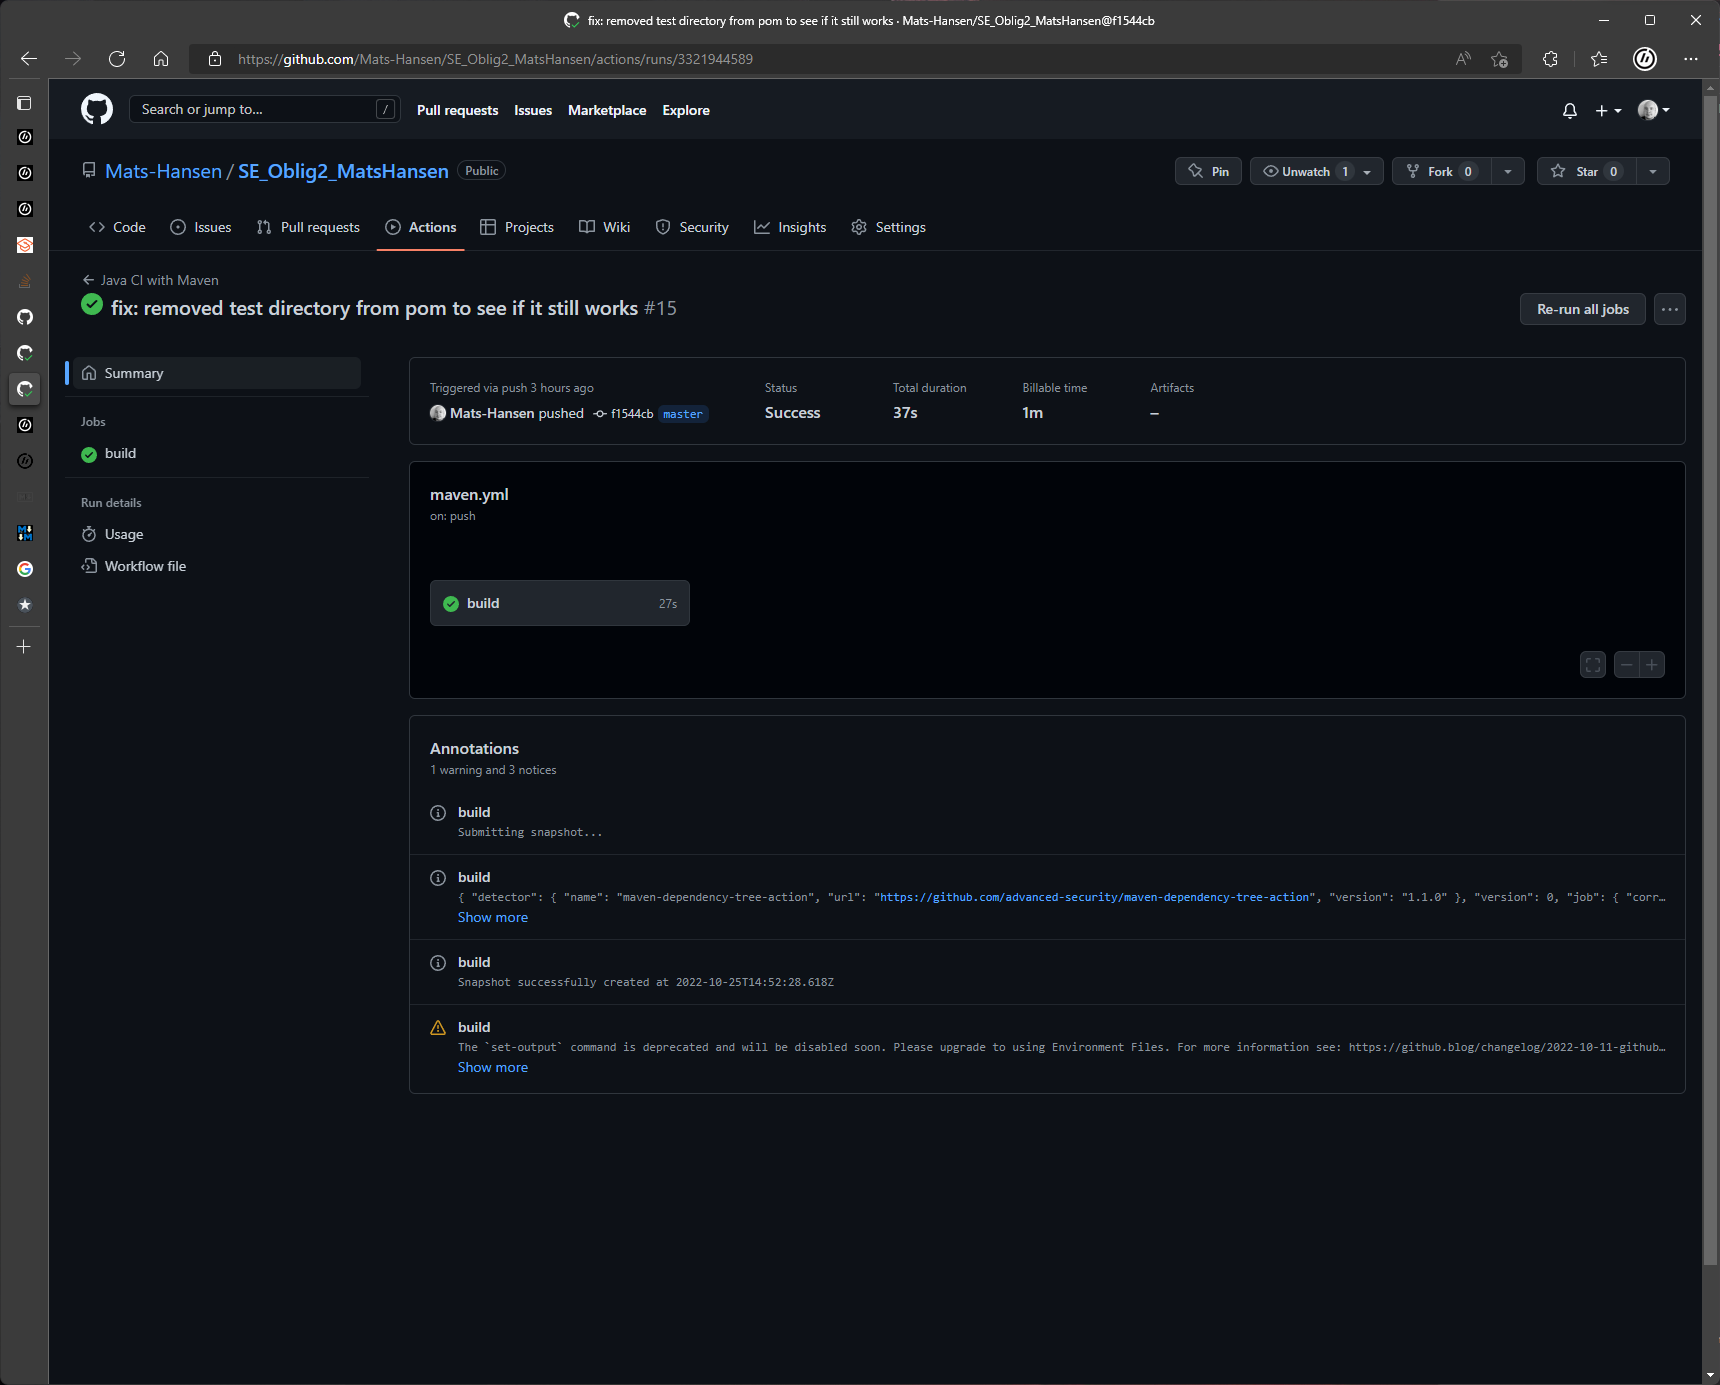 fix: removed test directory from pom to see if it still works · Mats-Hansen/SE_Oblig2_MatsHansen@f1544cb
https://github.com/Mats-Hansen/SE_Oblig2_MatsHansen/actions/runs/3321944589
Search or jump to... / Pull requests Issues Marketplace Explore
Mats-Hansen / SE_Oblig2_MatsHansen Public
Pin Unwatch 1 Fork 0 Star 0
Code Issues Pull requests Actions Projects Wiki Security Insights Settings
Java CI with Maven
fix: removed test directory from pom to see if it still works #15
Re-run all jobs
Summary
Jobs
build
Run details
Usage
Workflow file
Triggered via push 3 hours ago Status Total duration Billable time Artifacts
Mats-Hansen pushed f1544cb master Success 37s 1m –
maven.yml
on: push
build 27s
Annotations
1 warning and 3 notices
build
Submitting snapshot...
build
{ "detector": { "name": "maven-dependency-tree-action", "url": "https://github.com/advanced-security/maven-dependency-tree-action", "version": "1.1.0" }, "version": 0, "job": { "corr…
Show more
build
Snapshot successfully created at 2022-10-25T14:52:28.618Z
build
The `set-output` command is deprecated and will be disabled soon. Please upgrade to using Environment Files. For more information see: https://github.blog/changelog/2022-10-11-github…
Show more